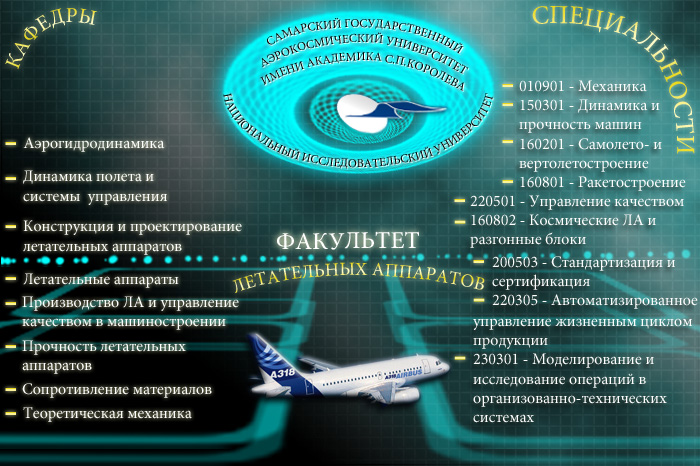 КАФЕДРЫ
Аэрогидродинамика
Динамика полета и
системы управления
Конструкция и проектирование
летательных аппаратов
Летательные аппараты
Производство ЛА и управление
качеством в машиностроении
Прочность летательных
аппаратов
Сопротивление материалов
Теоретическая механика
САМАРСКИЙ ГОСУДАРСТВЕННЫЙ
АЭРОКОСМИЧЕСКИЙ УНИВЕРСИТЕТ
ИМЕНИ АКАДЕМИКА С.П.КОРОЛЕВА
НАЦИОНАЛЬНЫЙ ИССЛЕДОВАТЕЛЬСКИЙ УНИВЕРСИТЕТ
ФАКУЛЬТЕТ
ЛЕТАТЕЛЬНЫХ АППАРАТОВ
A318
AIRBUS
СПЕЦИАЛЬНОСТИ
010901 - Механика
150301 - Динамика и
прочность машин
160201 - Самолето- и
вертолетостроение
160801 - Ракетостроение
220501 - Управление качеством
160802 - Космические ЛА и
разгонные блоки
200503 - Стандартизация и
сертификация
220305 - Автоматизированное
управление жизненным циклом
продукции
230301 - Моделирование и
исследование операций в
организованно-технических
системах